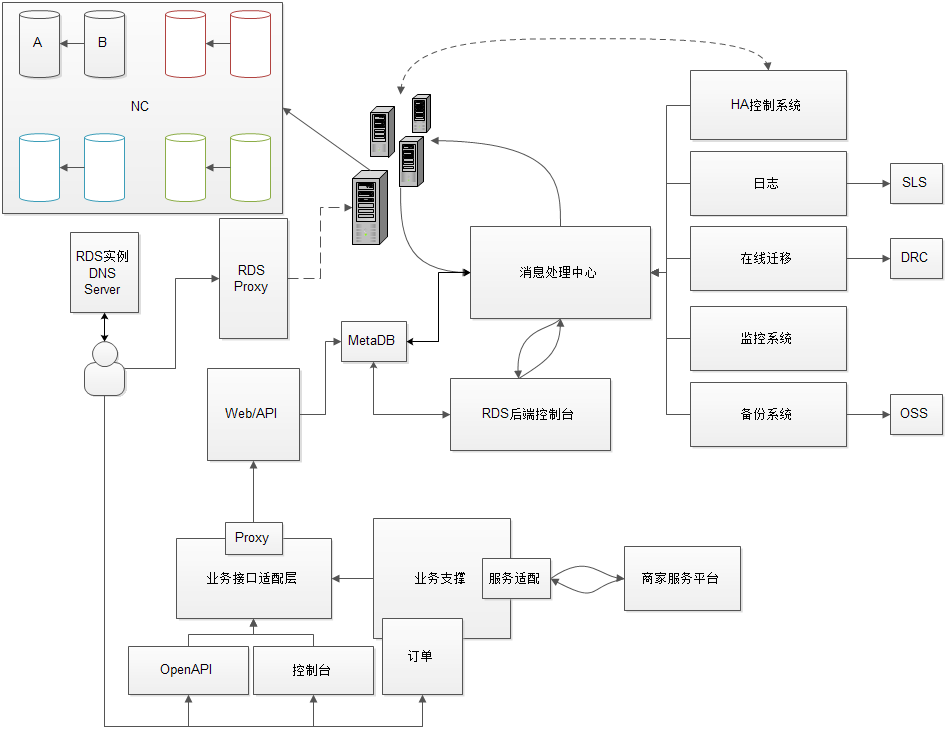 A
B
NC
HA控制系统
日志
SLS
RDS实例
DNS
Server
RDS
Proxy
消息处理中心
在线迁移
DRC
MetaDB
监控系统
Web/API
RDS后端控制台
备份系统
OSS
Proxy
业务接口适配层
业务支撑
服务适配
商家服务平台
OpenAPI
控制台
订单